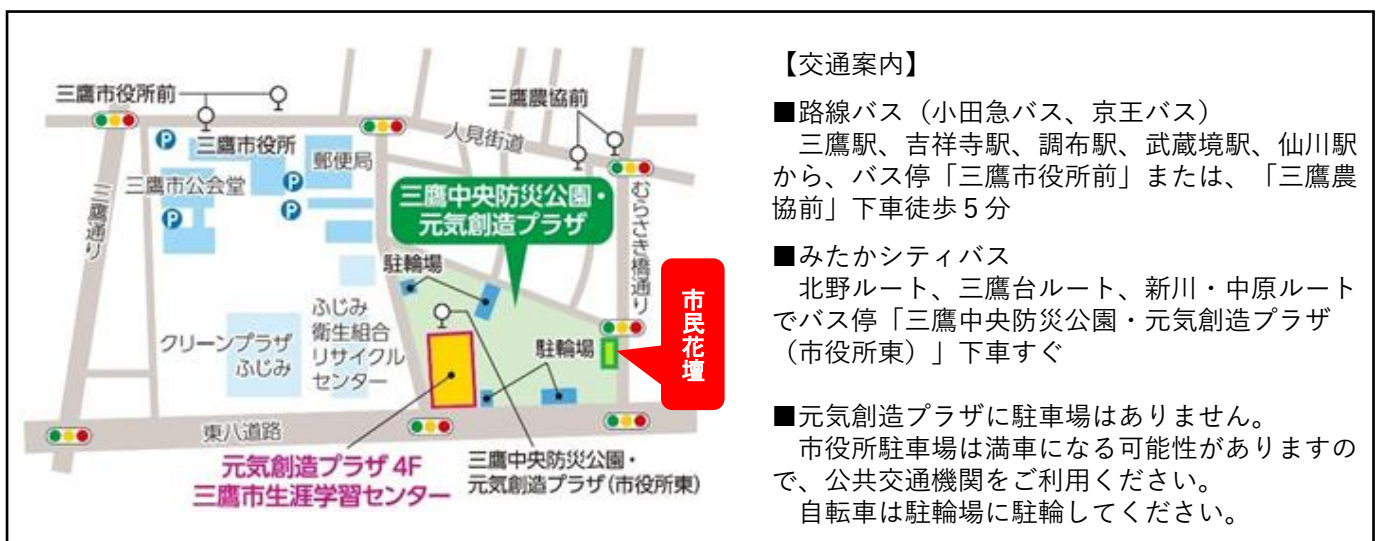 三鷹市役所前
三鷹農協前
人見街道
三鷹市役所
郵便局
三鷹市公会堂
P
P
P
P
三鷹通り
むらさき橋通り
三鷹中央防災公園・
元気創造プラザ
駐輪場
市民花壇
ふじみ
衛生組合
リサイクル
センター
クリーンプラザ
ふじみ
駐輪場
東八道路
元気創造プラザ 4F
三鷹市生涯学習センター
三鷹中央防災公園・
元気創造プラザ(市役所東)
【交通案内】
■路線バス(小田急バス、京王バス)
三鷹駅、吉祥寺駅、調布駅、武蔵境駅、仙川駅
から、バス停「三鷹市役所前」または、「三鷹農
協前」下車徒歩5分
■みたかシティバス
北野ルート、三鷹台ルート、新川・中原ルート
でバス停「三鷹中央防災公園・元気創造プラザ
(市役所東)」下車すぐ
■元気創造プラザに駐車場はありません。
市役所駐車場は満車になる可能性がありますの
で、公共交通機関をご利用ください。
自転車は駐輪場に駐輪してください。